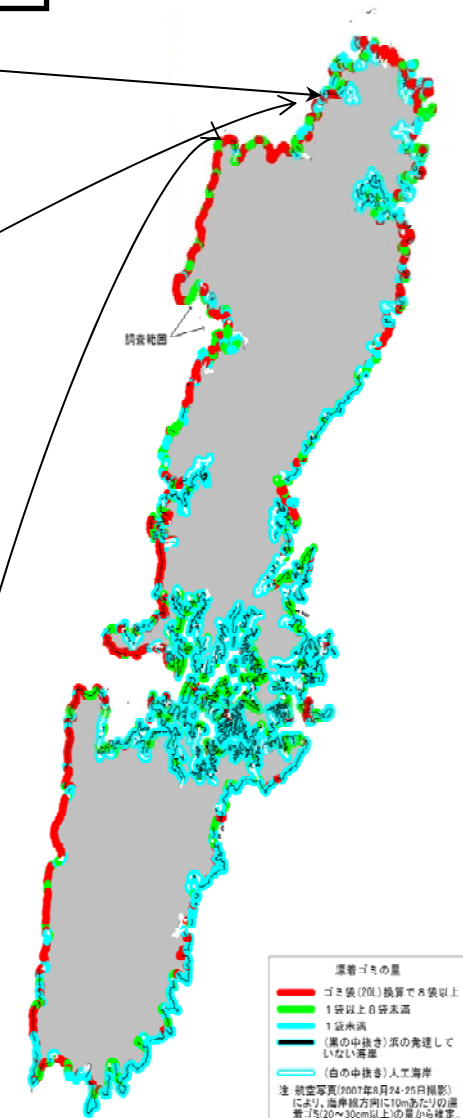 調査範囲
漂着ゴミの量
ゴミ袋(20L)換算で8袋以上
1袋以上8袋未満
1袋未満
(黒の中抜き)浜の発達して
いない海岸
(白の中抜き)人工海岸
注 航空写真(2007年8月24・25日撮影)
により、海岸線方向に10mあたりの漂
着ゴミ(20～30cm以上)の量から推定